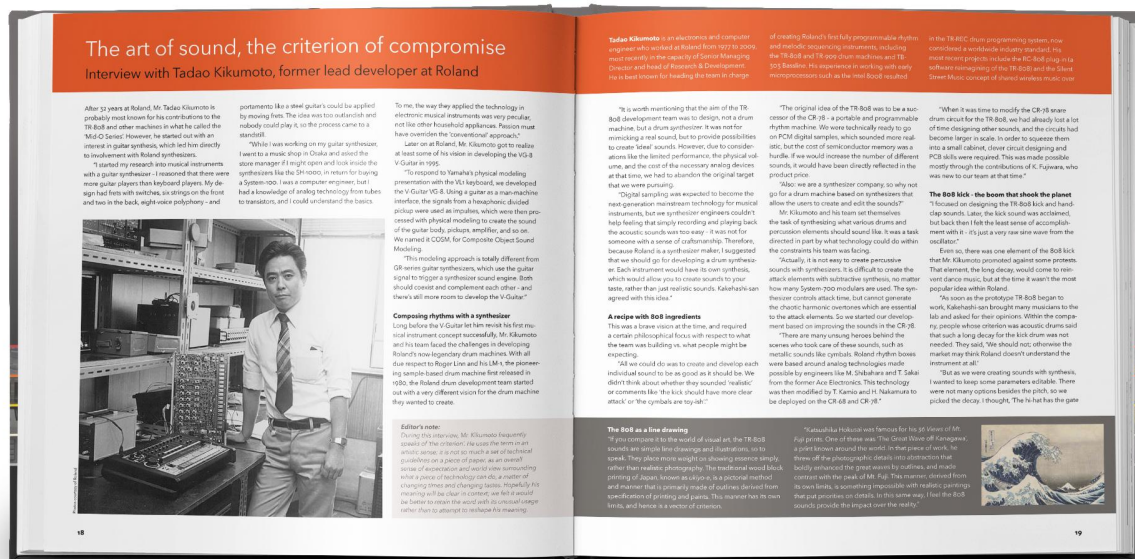 The art of sound, the criterion of compromise
Interview with Tadao Kikumoto, former lead developer at Roland
After 32 years at Roland, Mr. Tadao Kikumoto is
probably most known for his contributions to the
TR-808 and other machines in what he called the
'Mid-O Series'. However, he started out with an
interest in guitar synthesis, which led him directly
to involvement with Roland synthesizers.
"I started my research into musical instruments
with a guitar synthesizer - I reasoned that there were
more guitar players than keyboard players. My de-
sign had frets with switches, six strings on the front
and two in the back, eight-voice polyphony - and
portamento like a steel guitar's could be applied
by moving frets. The idea was too outlandish and
nobody could play it, so the process came to a
standstill.
"While I was working on my guitar synthesizer,
I went to a music shop in Osaka and asked the
store manager if I might open and look inside the
synthesizers like the SH-1000, in return for buying
a System-100. I was a computer engineer, but I
had a knowledge of analog technology from tubes
to transistors, and I could understand the basics.
To me, the way they applied the technology in
electronic musical instruments was very peculiar,
not like other household appliances. Passion must
have overriden the 'conventional' approach."
Later on at Roland, Mr. Kikumoto got to realize
at least some of his vision in developing the VG-8
V-Guitar in 1995.
"To respond to Yamaha's physical modeling
presentation with the VL1 keyboard, we developed
the V-Guitar VG-8. Using a guitar as a man-machine
interface, the signals from a hexaphonic divided
pickup were used as impulses, which were then pro-
cessed with physical modeling to create the sound
of the guitar body, pickups, amplifier, and so on.
We named it COSM, for Composite Object Sound
Modeling.
"This modeling approach is totally different from
GR-series guitar synthesizers, which use the guitar
signal to trigger a synthesizer sound engine. Both
should coexist and complement each other - and
there's still more room to develop the V-Guitar."
Composing rhythms with a synthesizer
Long before the V-Guitar let him revisit his first mu-
sical instrument concept successfully, Mr. Kikumoto
and his team faced the challenges in developing
Roland's now-legendary drum machines. With all
due respect to Roger Linn and his LM-1, the pioneer-
ing sample-based drum machine first released in
1980, the Roland drum development team started
out with a very different vision for the drum machine
they wanted to create.
Editor's note:
During this interview, Mr. Kikumoto frequently
speaks of 'the criterion'. He uses the term in an
artistic sense; it is not so much a set of technical
guidelines on a piece of paper, as an overall
sense of expectation and world view surrounding
what a piece of technology can do, a matter of
changing times and changing tastes. Hopefully his
meaning will be clear in context; we felt it would
be better to retain the word with its unusual usage
rather than to attempt to reshape his meaning.
18
Tadao Kikumoto is an electronics and computer
engineer who worked at Roland from 1977 to 2009,
most recently in the capacity of Senior Managing
Director and head of Research & Development.
He is best known for heading the team in charge
of creating Roland's first fully programmable rhythm
and melodic sequencing instruments, including
the TR-808 and TR-909 drum machines and TB-
303 Bassline. His experience in working with early
microprocessors such as the Intel 8008 resulted
in the TR-REC drum programming system, now
considered a worldwide industry standard. His
most recent projects include the RC-808 plug-in (a
software reimagining of the TR-808) and the Silent
Street Music concept of shared wireless music over
"It is worth mentioning that the aim of the TR-
808 development team was to design, not a drum
machine, but a drum synthesizer. It was not for
mimicking a real sound, but to provide possibilities
to create 'ideal' sounds. However, due to consider-
ations like the limited performance, the physical vol-
ume, and the cost of the necessary analog devices
at that time, we had to abandon the original target
that we were pursuing.
"Digital sampling was expected to become the
next-generation mainstream technology for musical
instruments, but we synthesizer engineers couldn't
help feeling that simply recording and playing back
the acoustic sounds was too easy - it was not for
someone with a sense of craftsmanship. Therefore,
because Roland is a synthesizer maker, I suggested
that we should go for developing a drum synthesiz-
er. Each instrument would have its own synthesis,
which would allow you to create sounds to your
taste, rather than just realistic sounds. Kakehashi-san
agreed with this idea."
A recipe with 808 ingredients
This was a brave vision at the time, and required
a certain philosophical focus with respect to what
the team was building vs. what people might be
expecting.
"All we could do was to create and develop each
individual sound to be as good as it should be. We
didn't think about whether they sounded 'realistic'
or comments like 'the kick should have more clear
attack' or 'the cymbals are toy-ish'."
"The original idea of the TR-808 was to be a suc-
cessor of the CR-78 - a portable and programmable
rhythm machine. We were technically ready to go
on PCM digital samples, which sounded more real-
istic, but the cost of semiconductor memory was a
hurdle. If we would increase the number of different
sounds, it would have been directly reflected in the
product price.
"Also: we are a synthesizer company, so why not
go for a drum machine based on synthesizers that
allow the users to create and edit the sounds?"
Mr Kikumoto and his team set themselves
the task of synthesizing what various drums and
percussion elements should sound like. It was a task
directed in part by what technology could do within
the constraints his team was facing.
"Actually, it is not easy to create percussive
sounds with synthesizers. It is difficult to create the
attack elements with subtractive synthesis, no matter
how many System-700 modulars are used. The syn-
thesizer controls attack time, but cannot generate
the chaotic harmonic overtones which are essential
to the attack elements. So we started our develop-
ment based on improving the sounds in the CR-78.
"There are many unsung heroes behind the
scenes who took care of these sounds, such as
metallic sounds like cymbals. Roland rhythm boxes
were based around analog technologies made
possible by engineers like M. Shibahara and T. Sakai
from the former Ace Electronics. This technology
was then modified by T. Kamio and H. Nakamura to
be deployed on the CR-68 and CR-78."
"When it was time to modify the CR-78 snare
drum circuit for the TR-808, we had already lost a lot
of time designing other sounds, and the circuits had
become larger in scale. In order to squeeze them
into a small cabinet, clever circuit designing and
PCB skills were required. This was made possible
mostly through the contributions of K. Fujiwara, who
was new to our team at that time."
The 808 kick - the boom that shook the planet
"I focused on designing the TR-808 kick and hand-
clap sounds. Later, the kick sound was acclaimed,
but back then I felt the least sense of accomplish-
ment with it - it's just a very raw sine wave from the
oscillator."
Even so, there was one element of the 808 kick
that Mr Kikumoto promoted against some protests.
That element, the long decay, would come to rein-
vent dance music, but at the time it wasn't the most
popular idea within Roland.
"As soon as the prototype TR-808 began to
work, Kakehashi-san brought many musicians to the
lab and asked for their opinions. Within the compa-
ny, people whose criterion was acoustic drums said
that such a long decay for the kick drum was not
needed. They said, 'We should not; otherwise the
market may think Roland doesn't understand the
instrument at all.'
"But as we were creating sounds with synthesis,
I wanted to keep some parameters editable. There
were not many options besides the pitch, so we
picked the decay. I thought, 'The hi-hat has the gate
The 808 as a line drawing
"If you compare it to the world of visual art, the TR-808
sounds are simple line drawings and illustrations, so to
speak. They place more weight on showing essence simply,
rather than realistic photography. The traditional wood block
printing of Japan, known as ukiyo-e, is a pictorial method
and manner that is primarily made of outlines derived from
specification of printing and paints. This manner has its own
limits, and hence is a vector of criterion.
"Katsushika Hokusai was famous for his 36 Views of Mt.
Fuji prints. One of these was 'The Great Wave off Kanagawa',
a print known around the world. In that piece of work, he
threw off the photographic details into abstraction that
boldly enhanced the great waves by outlines, and made
contrast with the peak of Mt. Fuji. This manner, derived from
its own limits, is something impossible with realistic paintings
that put priorities on details. In this same way, I feel the 808
sounds provide the impact over the reality."
19